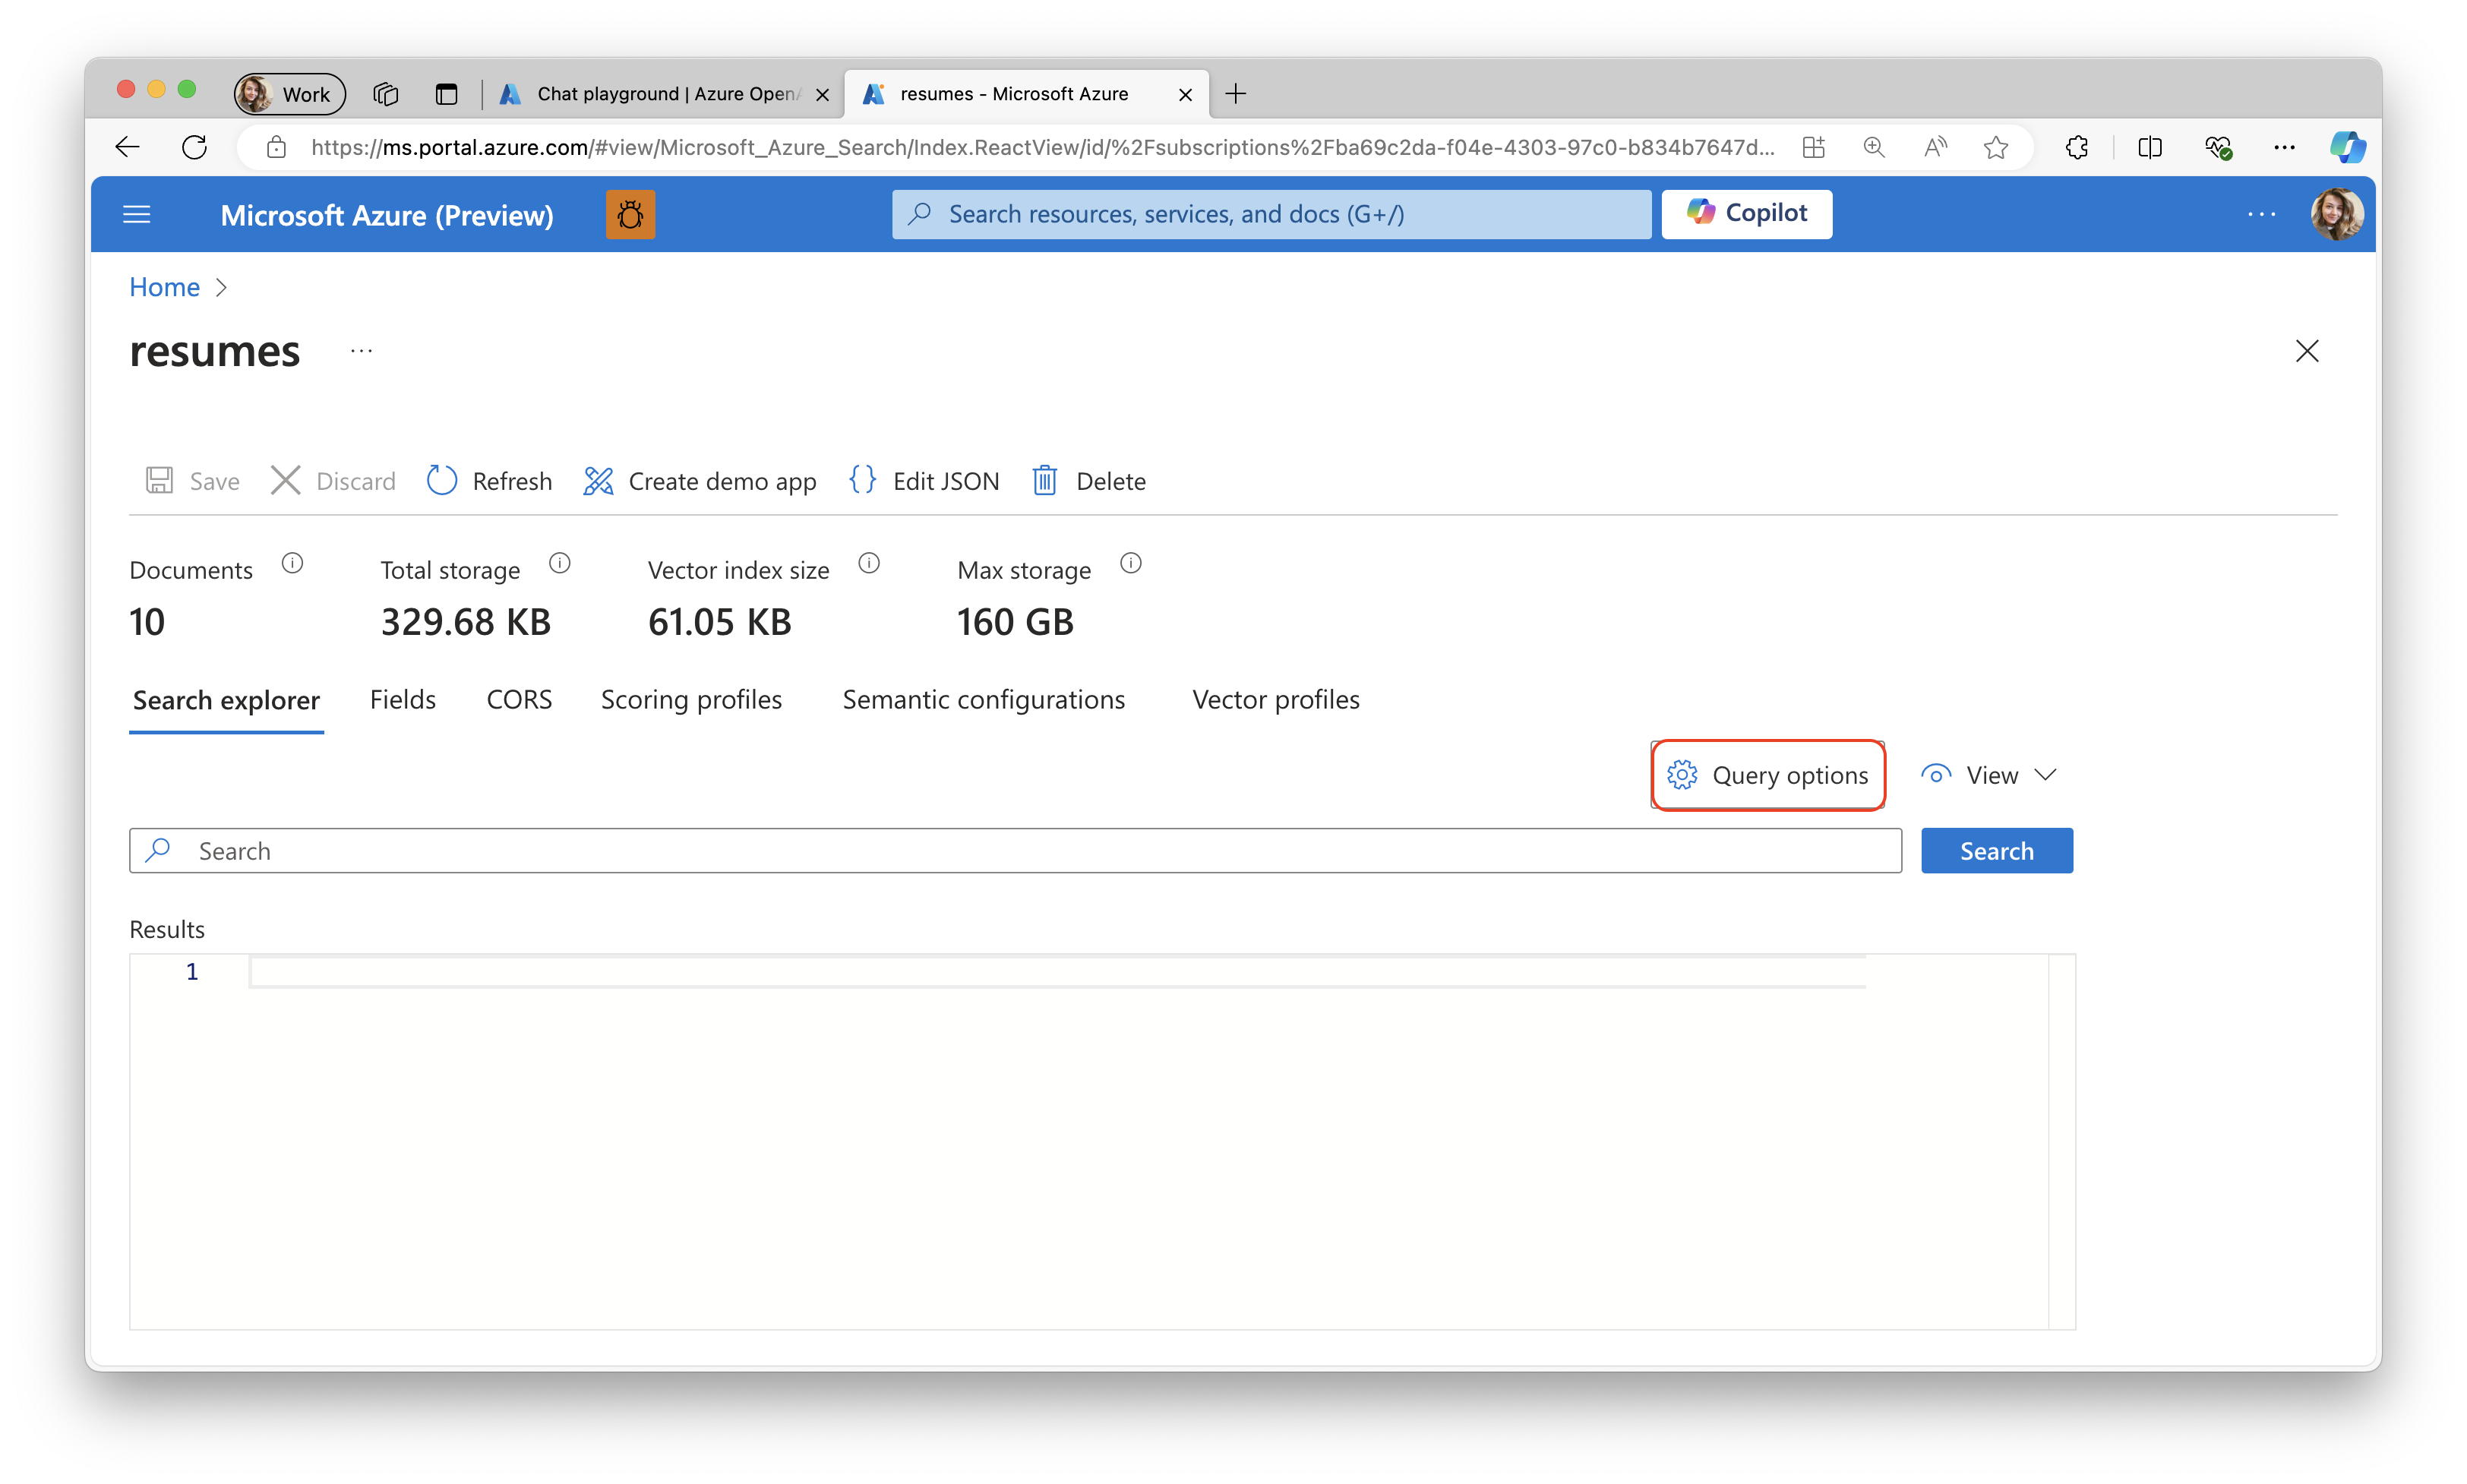 Work
Chat playground | Azure Open
resumes - Microsoft Azure
https://ms.portal.azure.com/#view/Microsoft_Azure_Search/Index.ReactView/id/%2Fsubscriptions%2Fba69c2da-f04e-4303-97c0-b834b7647d...
Microsoft Azure (Preview)
Search resources, services, and docs (G+/)
Copilot
Home
resumes
Save
Discard
Refresh
Create demo app
Edit JSON
Delete
Documents
Total storage
Vector index size
Max storage
10
329.68 KB
61.05 KB
160 GB
Search explorer
Fields
CORS
Scoring profiles
Semantic configurations
Vector profiles
Query options
View
Search
Search
Results
1